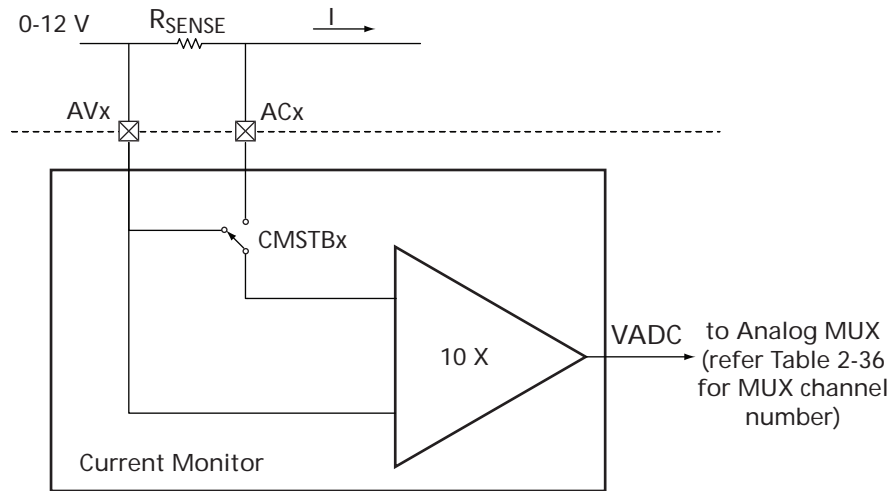 0-12 V
RSENSE
I
AVx
ACx
CMSTBx
10 X
VADC
to Analog MUX
(refer Table 2-36
for MUX channel
number)
Current Monitor